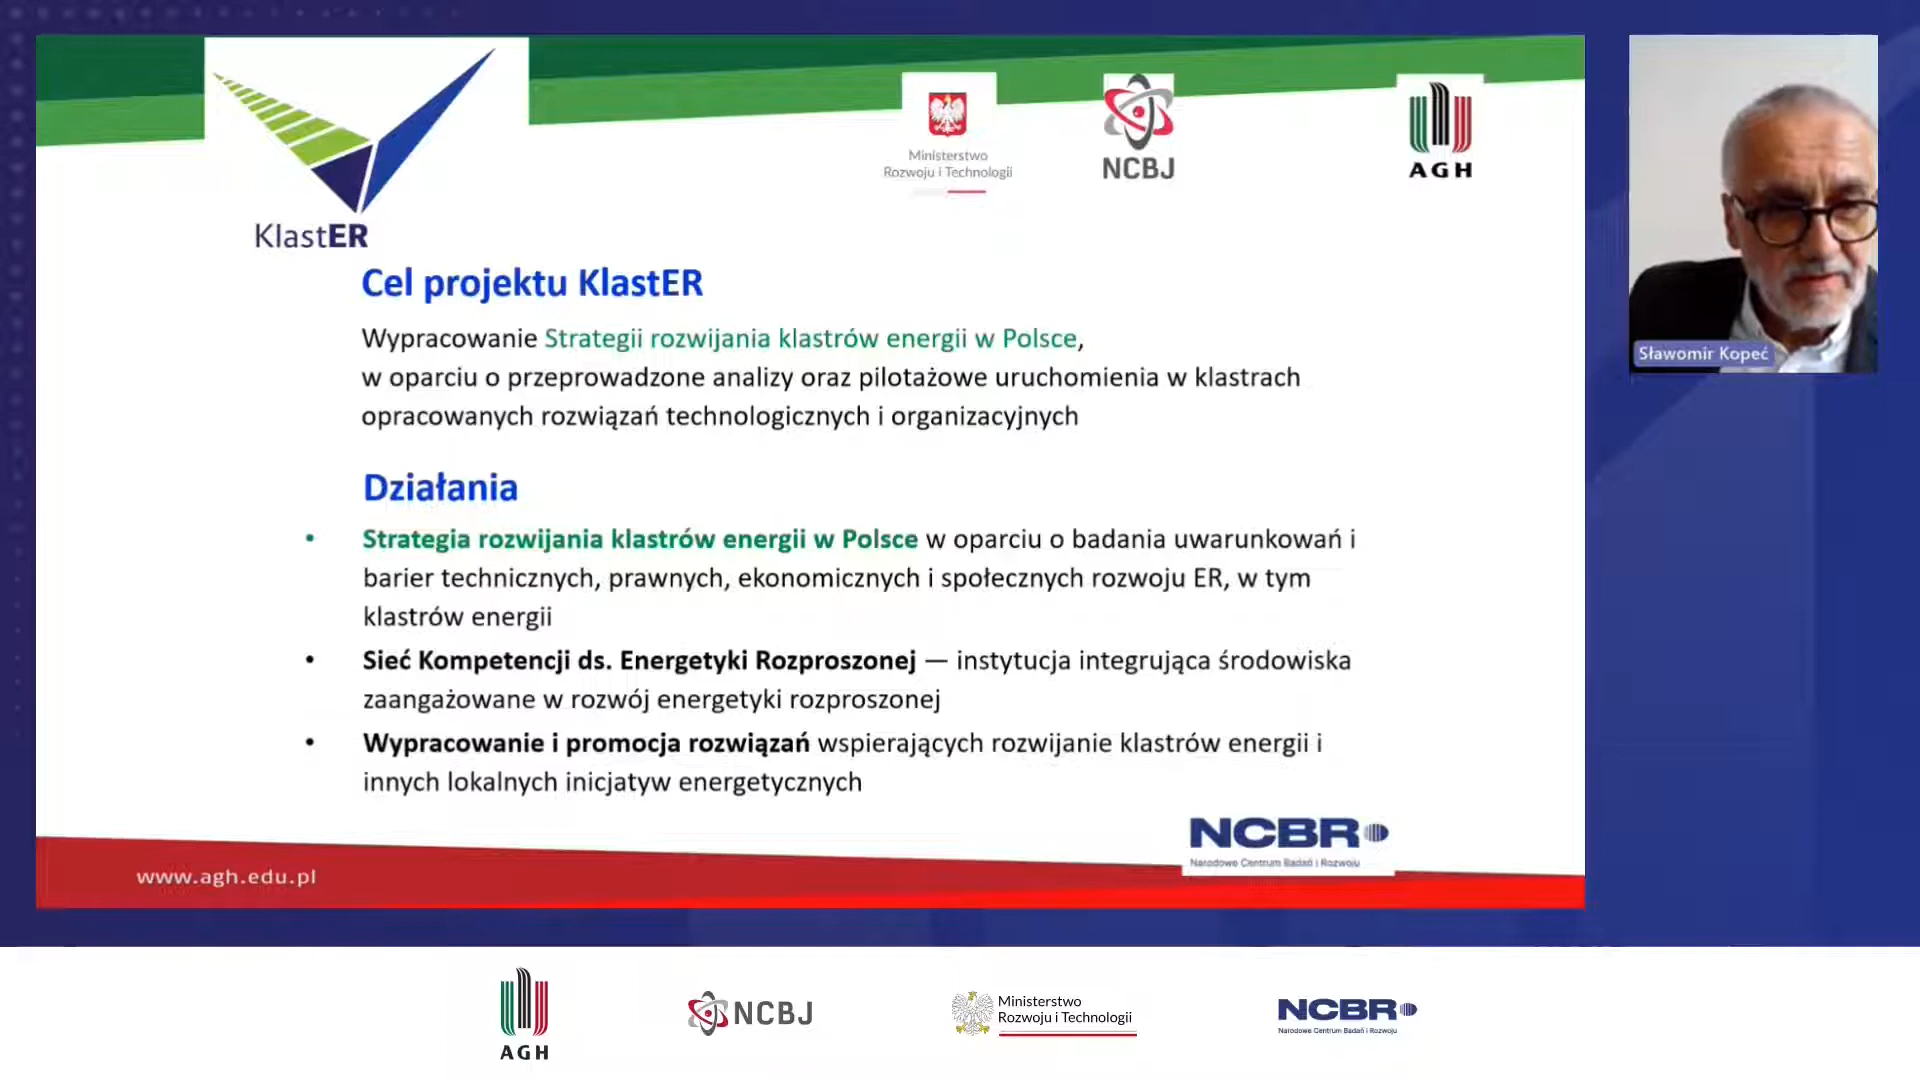 KlastER
Ministerstwo
Rozwoju i Technologii
NCBJ
AGH
Cel projektu KlastER
Wypracowanie Strategii rozwijania klastrów energii w Polsce,
w oparciu o przeprowadzone analizy oraz pilotażowe uruchomienia w klastrach
opracowanych rozwiązań technologicznych i organizacyjnych
Działania
• Strategia rozwijania klastrów energii w Polsce w oparciu o badania uwarunkowań i
barier technicznych, prawnych, ekonomicznych i społecznych rozwoju ER, w tym
klastrów energii
• Sieć Kompetencji ds. Energetyki Rozproszonej — instytucja integrująca środowiska
zaangażowane w rozwój energetyki rozproszonej
• Wypracowanie i promocja rozwiązań wspierających rozwijanie klastrów energii i
innych lokalnych inicjatyw energetycznych
NCBR
Narodowe Centrum Badań i Rozwoju
www.agh.edu.pl
Sławomir Kopeć
AGH
NCBJ
Ministerstwo
Rozwoju i Technologii
NCBR
Narodowe Centrum Badań i Rozwoju